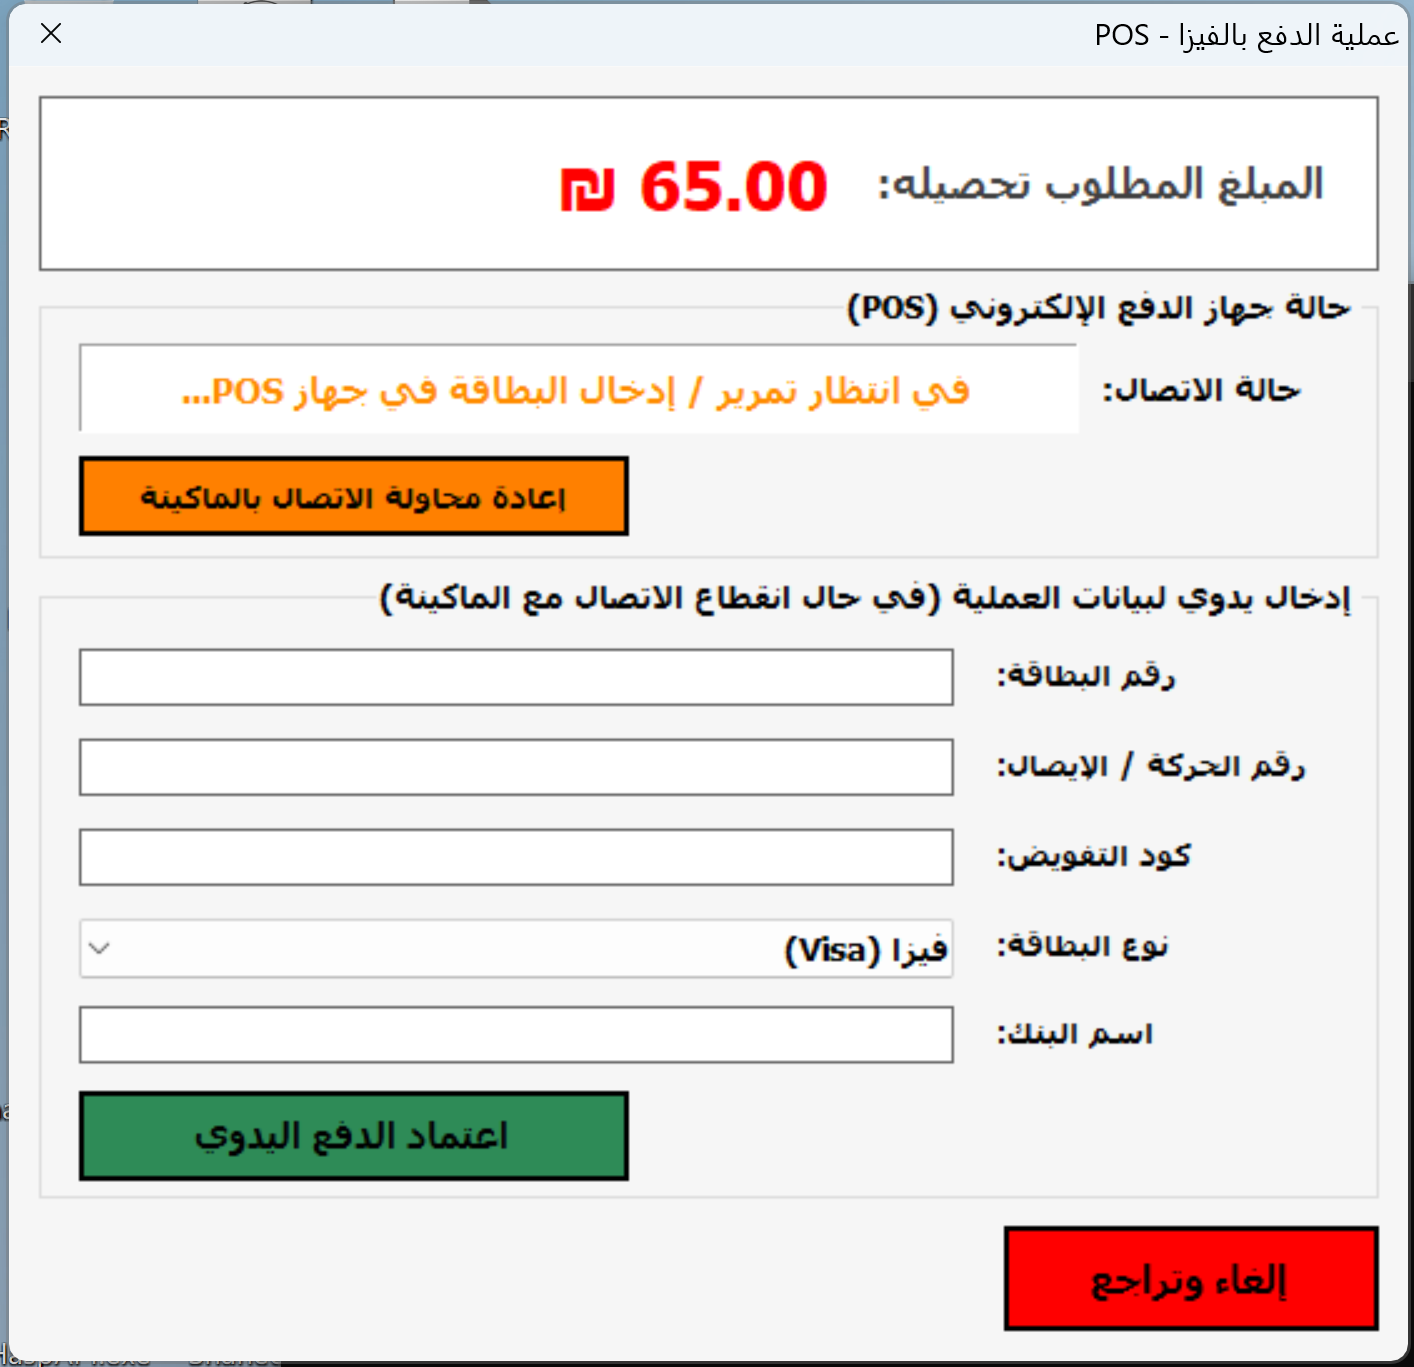 عملية الدفع بالفيزا - POS
المبلغ المطلوب تحصيله: 65.00 ₪
حالة جهاز الدفع الإلكتروني (POS)
حالة الاتصال: في انتظار تمرير / إدخال البطاقة في جهاز POS...
إعادة محاولة الاتصال بالماكينة
إدخال يدوي لبيانات العملية (في حال انقطاع الاتصال مع الماكينة)
رقم البطاقة:
رقم الحركة / الإيصال:
كود التفويض:
نوع البطاقة: فيزا (Visa)
اسم البنك:
اعتماد الدفع اليدوي
إلغاء وتراجع